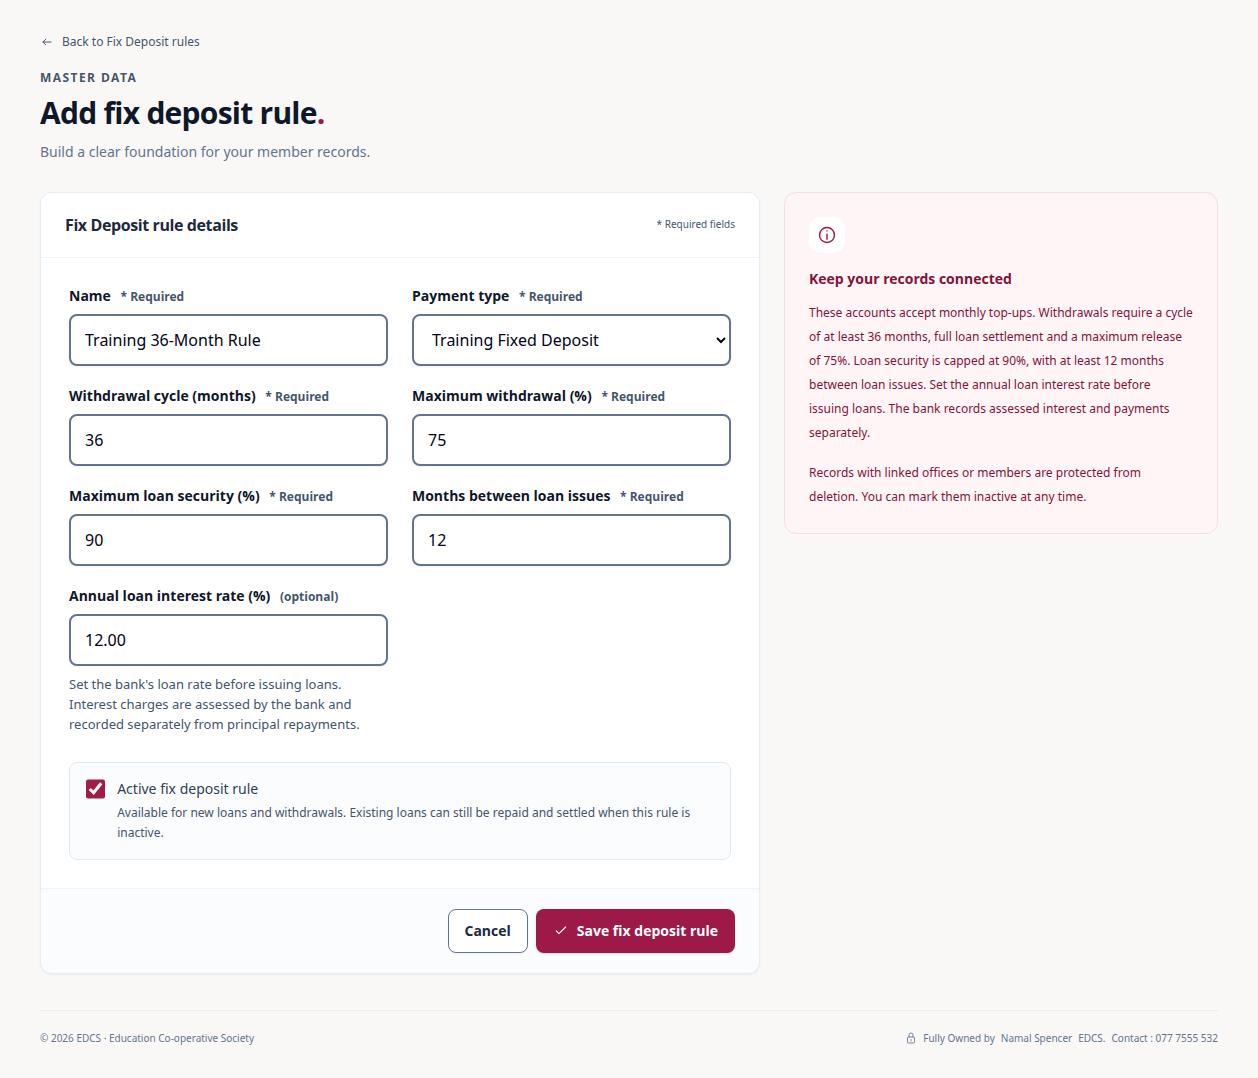 Back to Fix Deposit rules
MASTER DATA
Add fix deposit rule.
Build a clear foundation for your member records.
Fix Deposit rule details
* Required fields
Name * Required
Training 36-Month Rule
Payment type * Required
Training Fixed Deposit
Withdrawal cycle (months) * Required
36
Maximum withdrawal (%) * Required
75
Maximum loan security (%) * Required
90
Months between loan issues * Required
12
Annual loan interest rate (%) (optional)
12.00
Set the bank's loan rate before issuing loans.
Interest charges are assessed by the bank and
recorded separately from principal repayments.
Active fix deposit rule
Available for new loans and withdrawals. Existing loans can still be repaid and settled when this rule is
inactive.
Cancel
Save fix deposit rule
Keep your records connected
These accounts accept monthly top-ups. Withdrawals require a cycle
of at least 36 months, full loan settlement and a maximum release
of 75%. Loan security is capped at 90%, with at least 12 months
between loan issues. Set the annual loan interest rate before
issuing loans. The bank records assessed interest and payments
separately.
Records with linked offices or members are protected from
deletion. You can mark them inactive at any time.
© 2026 EDCS · Education Co-operative Society
Fully Owned by Namal Spencer EDCS. Contact : 077 7555 532